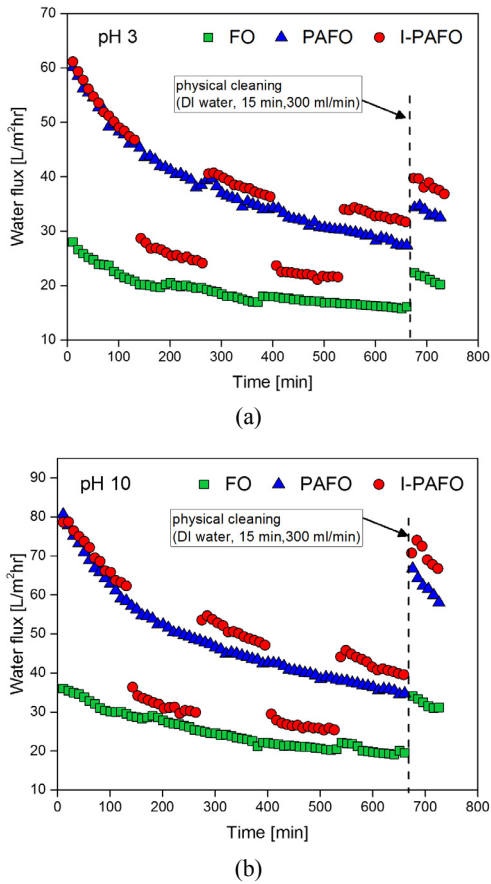 (a)
pH 3 FO PAFO I-PAFO
physical cleaning
(DI water, 15 min,300 ml/min)
Water flux [L/m²hr]
70
60
50
40
30
20
10
0 100 200 300 400 500 600 700 800
Time [min]
(a)
pH 10 FO PAFO I-PAFO
physical cleaning
(DI water, 15 min,300 ml/min)
Water flux [L/m²hr]
90
80
70
60
50
40
30
20
10
0 100 200 300 400 500 600 700 800
Time [min]
(b)